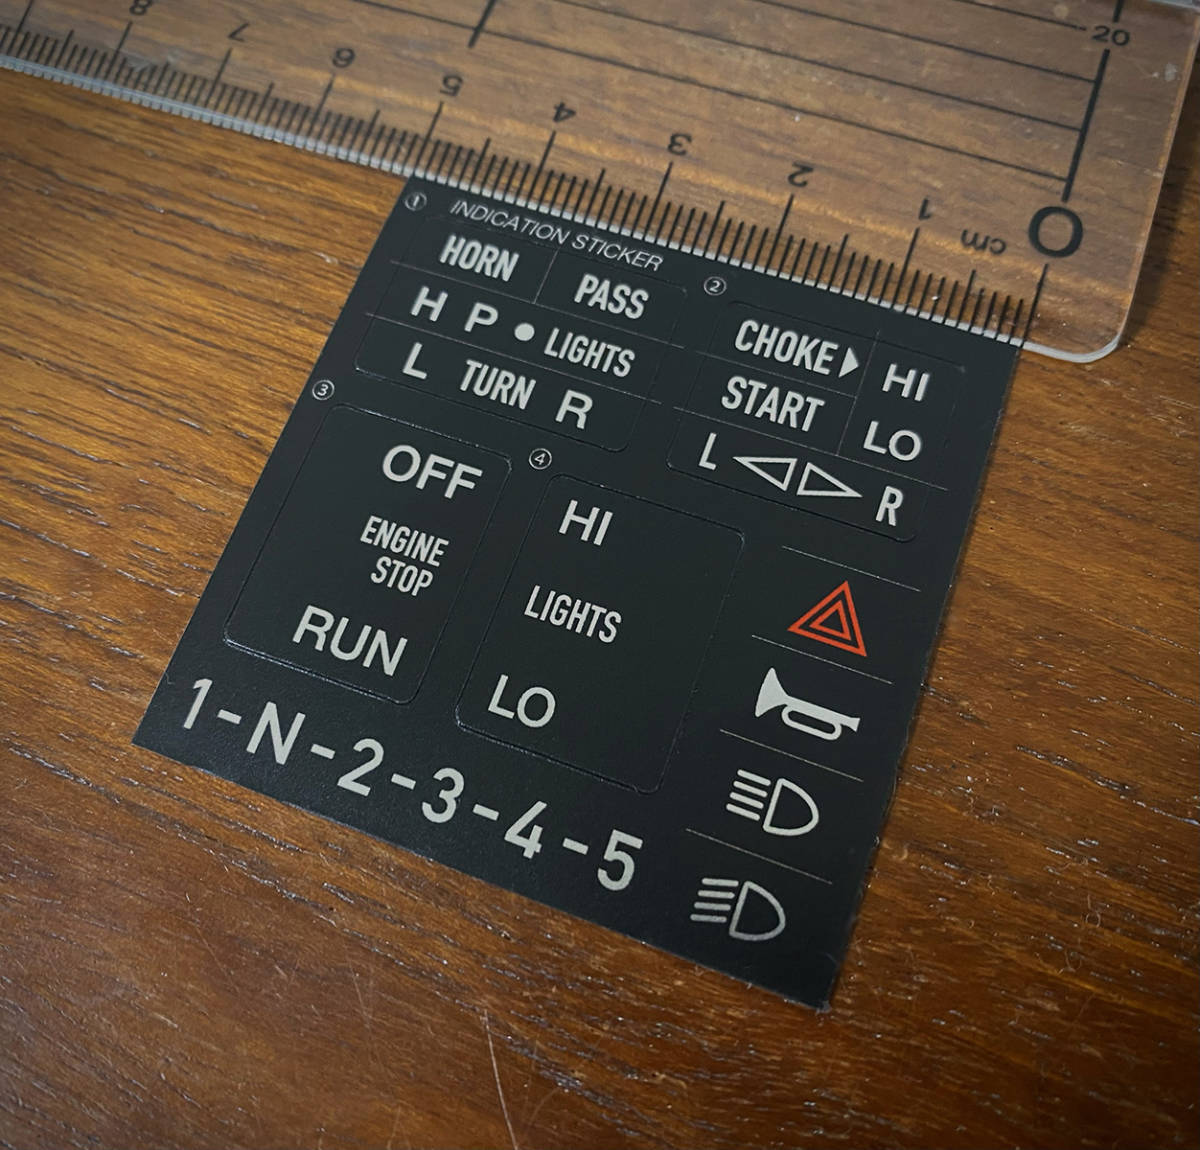 20
8 7 6 5 4 3 2 1 cm 0
① INDICATION STICKER
HORN PASS
H P • LIGHTS
L TURN R
②
CHOKE▶ HI
START LO
L ◁▷ R
③
OFF
ENGINE
STOP
RUN
④
HI
LIGHTS
LO
1-N-2-3-4-5